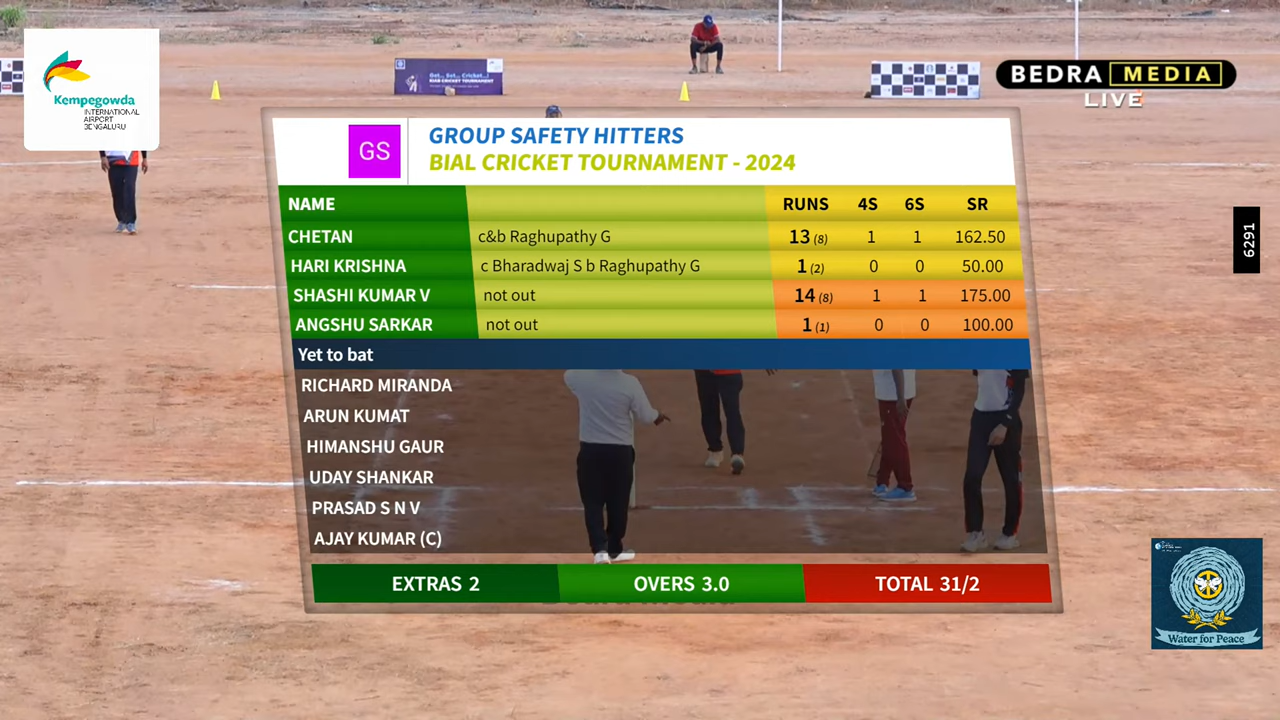 Kempegowda
INTERNATIONAL
AIRPORT
BENGALURU
BIAL CRICKET TOURNAMENT
BEDRA MEDIA
LIVE
GS
GROUP SAFETY HITTERS
BIAL CRICKET TOURNAMENT - 2024
NAME RUNS 4S 6S SR
CHETAN c&b Raghupathy G 13 (8) 1 1 162.50
HARI KRISHNA c Bharadwaj S b Raghupathy G 1 (2) 0 0 50.00
SHASHI KUMAR V not out 14 (8) 1 1 175.00
ANGSHU SARKAR not out 1 (1) 0 0 100.00
Yet to bat
RICHARD MIRANDA
ARUN KUMAT
HIMANSHU GAUR
UDAY SHANKAR
PRASAD S N V
AJAY KUMAR (C)
EXTRAS 2 OVERS 3.0 TOTAL 31/2
6291
Water for Peace